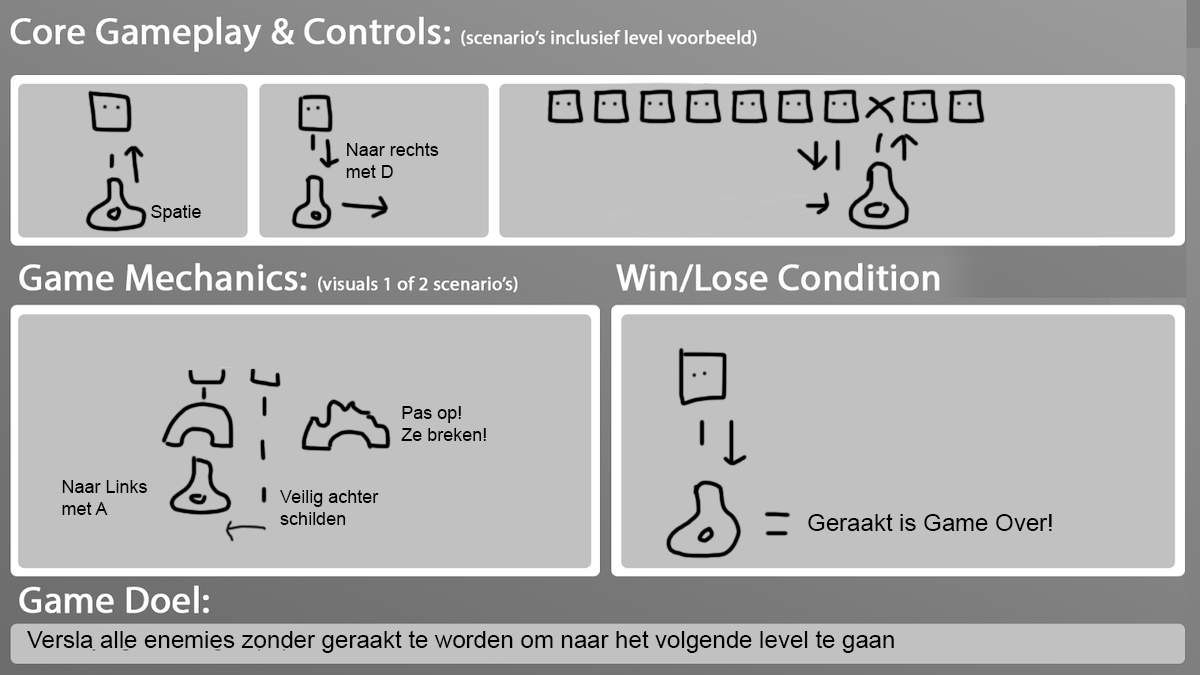 Core Gameplay & Controls: (scenario's inclusief level voorbeeld)
Spatie
Naar rechts
met D
Game Mechanics: (visuals 1 of 2 scenario's)
Naar Links
met A
Pas op!
Ze breken!
Veilig achter
schilden
Win/Lose Condition
Geraakt is Game Over!
Game Doel:
Versla alle enemies zonder geraakt te worden om naar het volgende level te gaan